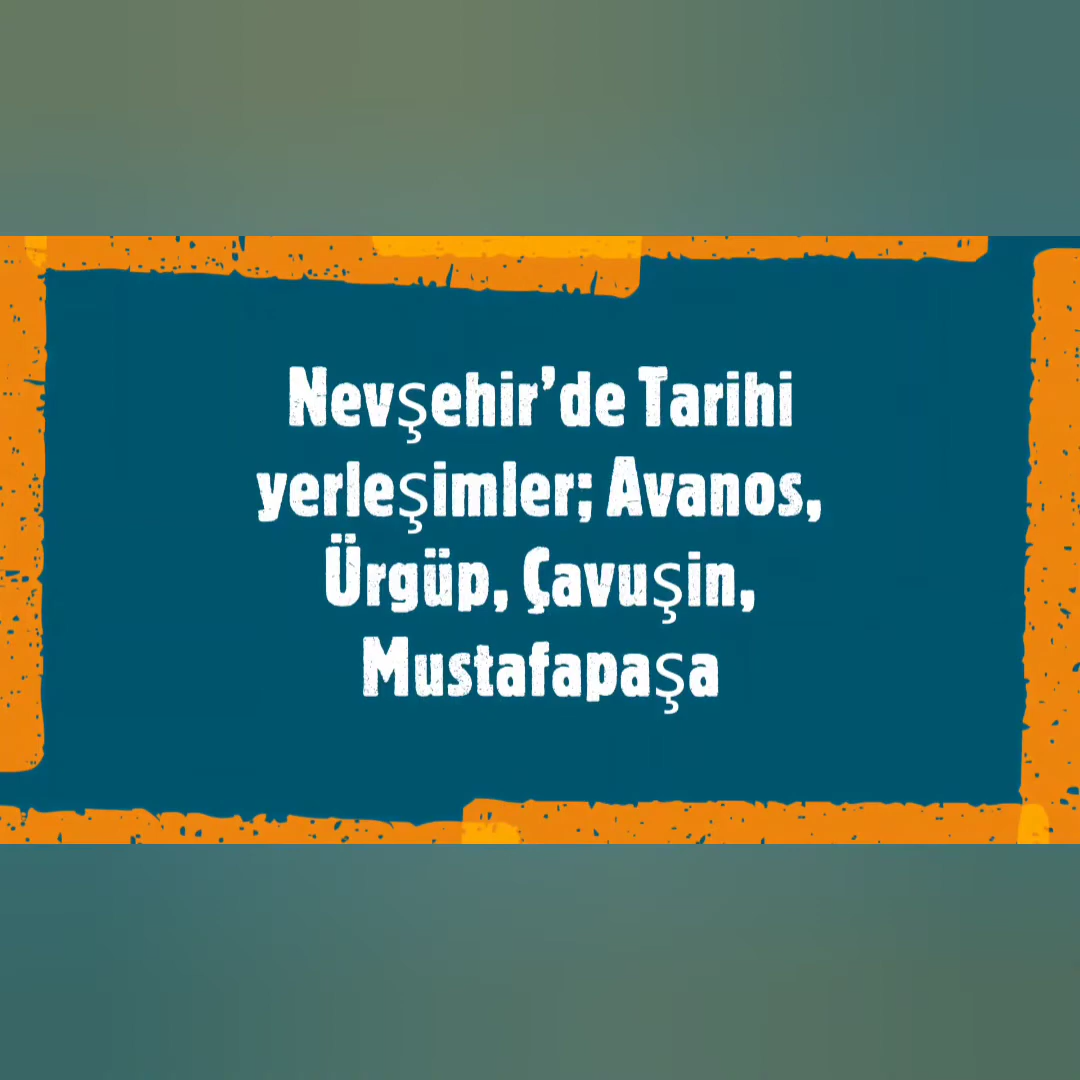 Nevşehir’de Tarihi
yerleşimler; Avanos,
Ürgüp, Çavuşin,
Mustafapaşa